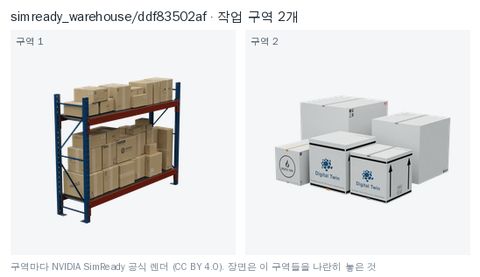 simready_warehouse/ddf83502af · 작업 구역 2개
구역 1
구역 2
Digital Twin
Digital Twin
구역마다 NVIDIA SimReady 공식 렌더 (CC BY 4.0). 장면은 이 구역들을 나란히 놓은 것